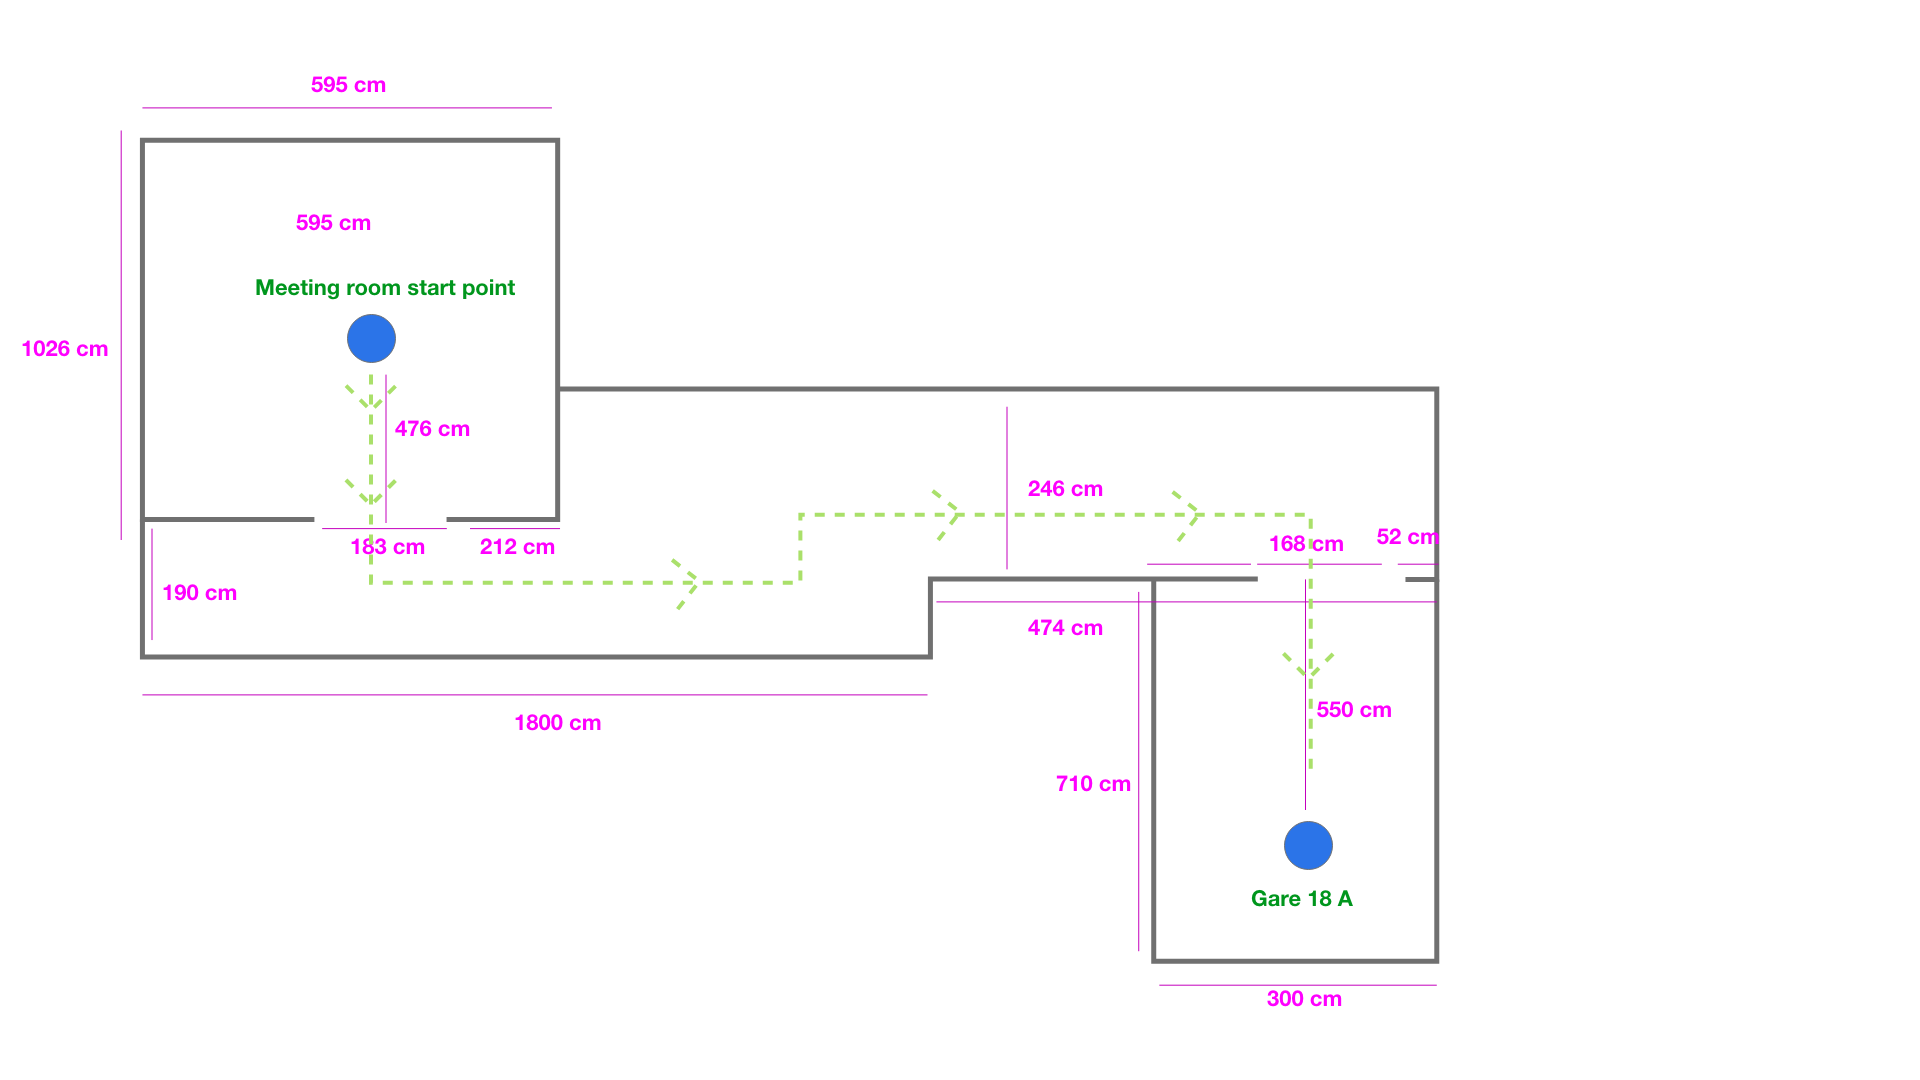 595 cm
595 cm
Meeting room start point
1026 cm
476 cm
246 cm
183 cm
212 cm
168 cm
52 cm
190 cm
474 cm
550 cm
1800 cm
710 cm
Gare 18 A
300 cm